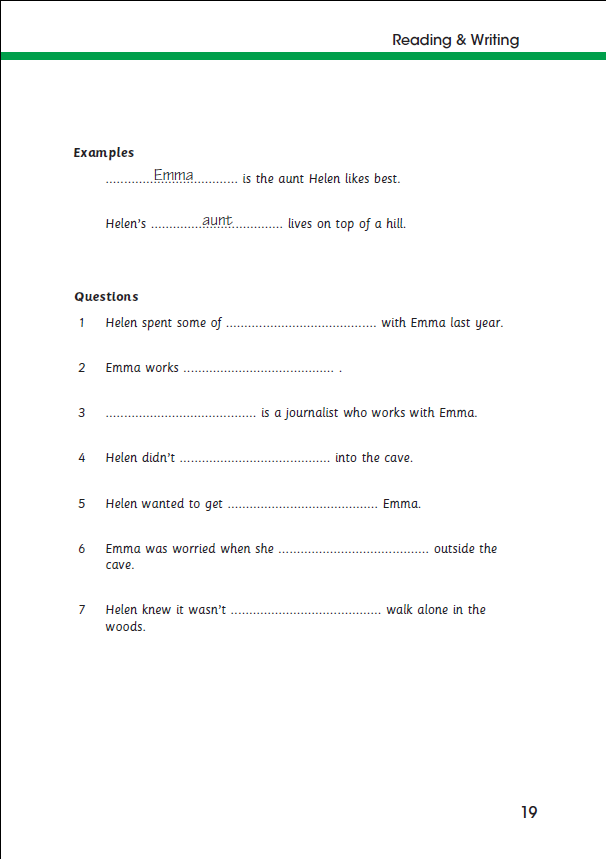 Reading & Writing
Examples
Emma
..................................... is the aunt Helen likes best.
Helen's aunt .................................... lives on top of a hill.
Questions
1 Helen spent some of ......................................... with Emma last year.
2 Emma works ......................................... .
3 ......................................... is a journalist who works with Emma.
4 Helen didn't ......................................... into the cave.
5 Helen wanted to get ......................................... Emma.
6 Emma was worried when she ......................................... outside the
cave.
7 Helen knew it wasn't ......................................... walk alone in the
woods.
19